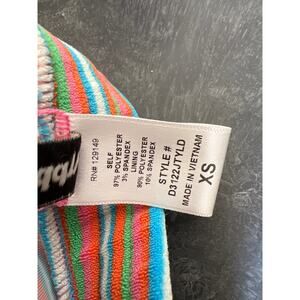 RN# 129149
SELF
97% POLYESTER
3% SPANDEX
LINING
90% POLYESTER
10% SPANDEX
STYLE #
D3122JTYLD
MADE IN VIETNAM
XS